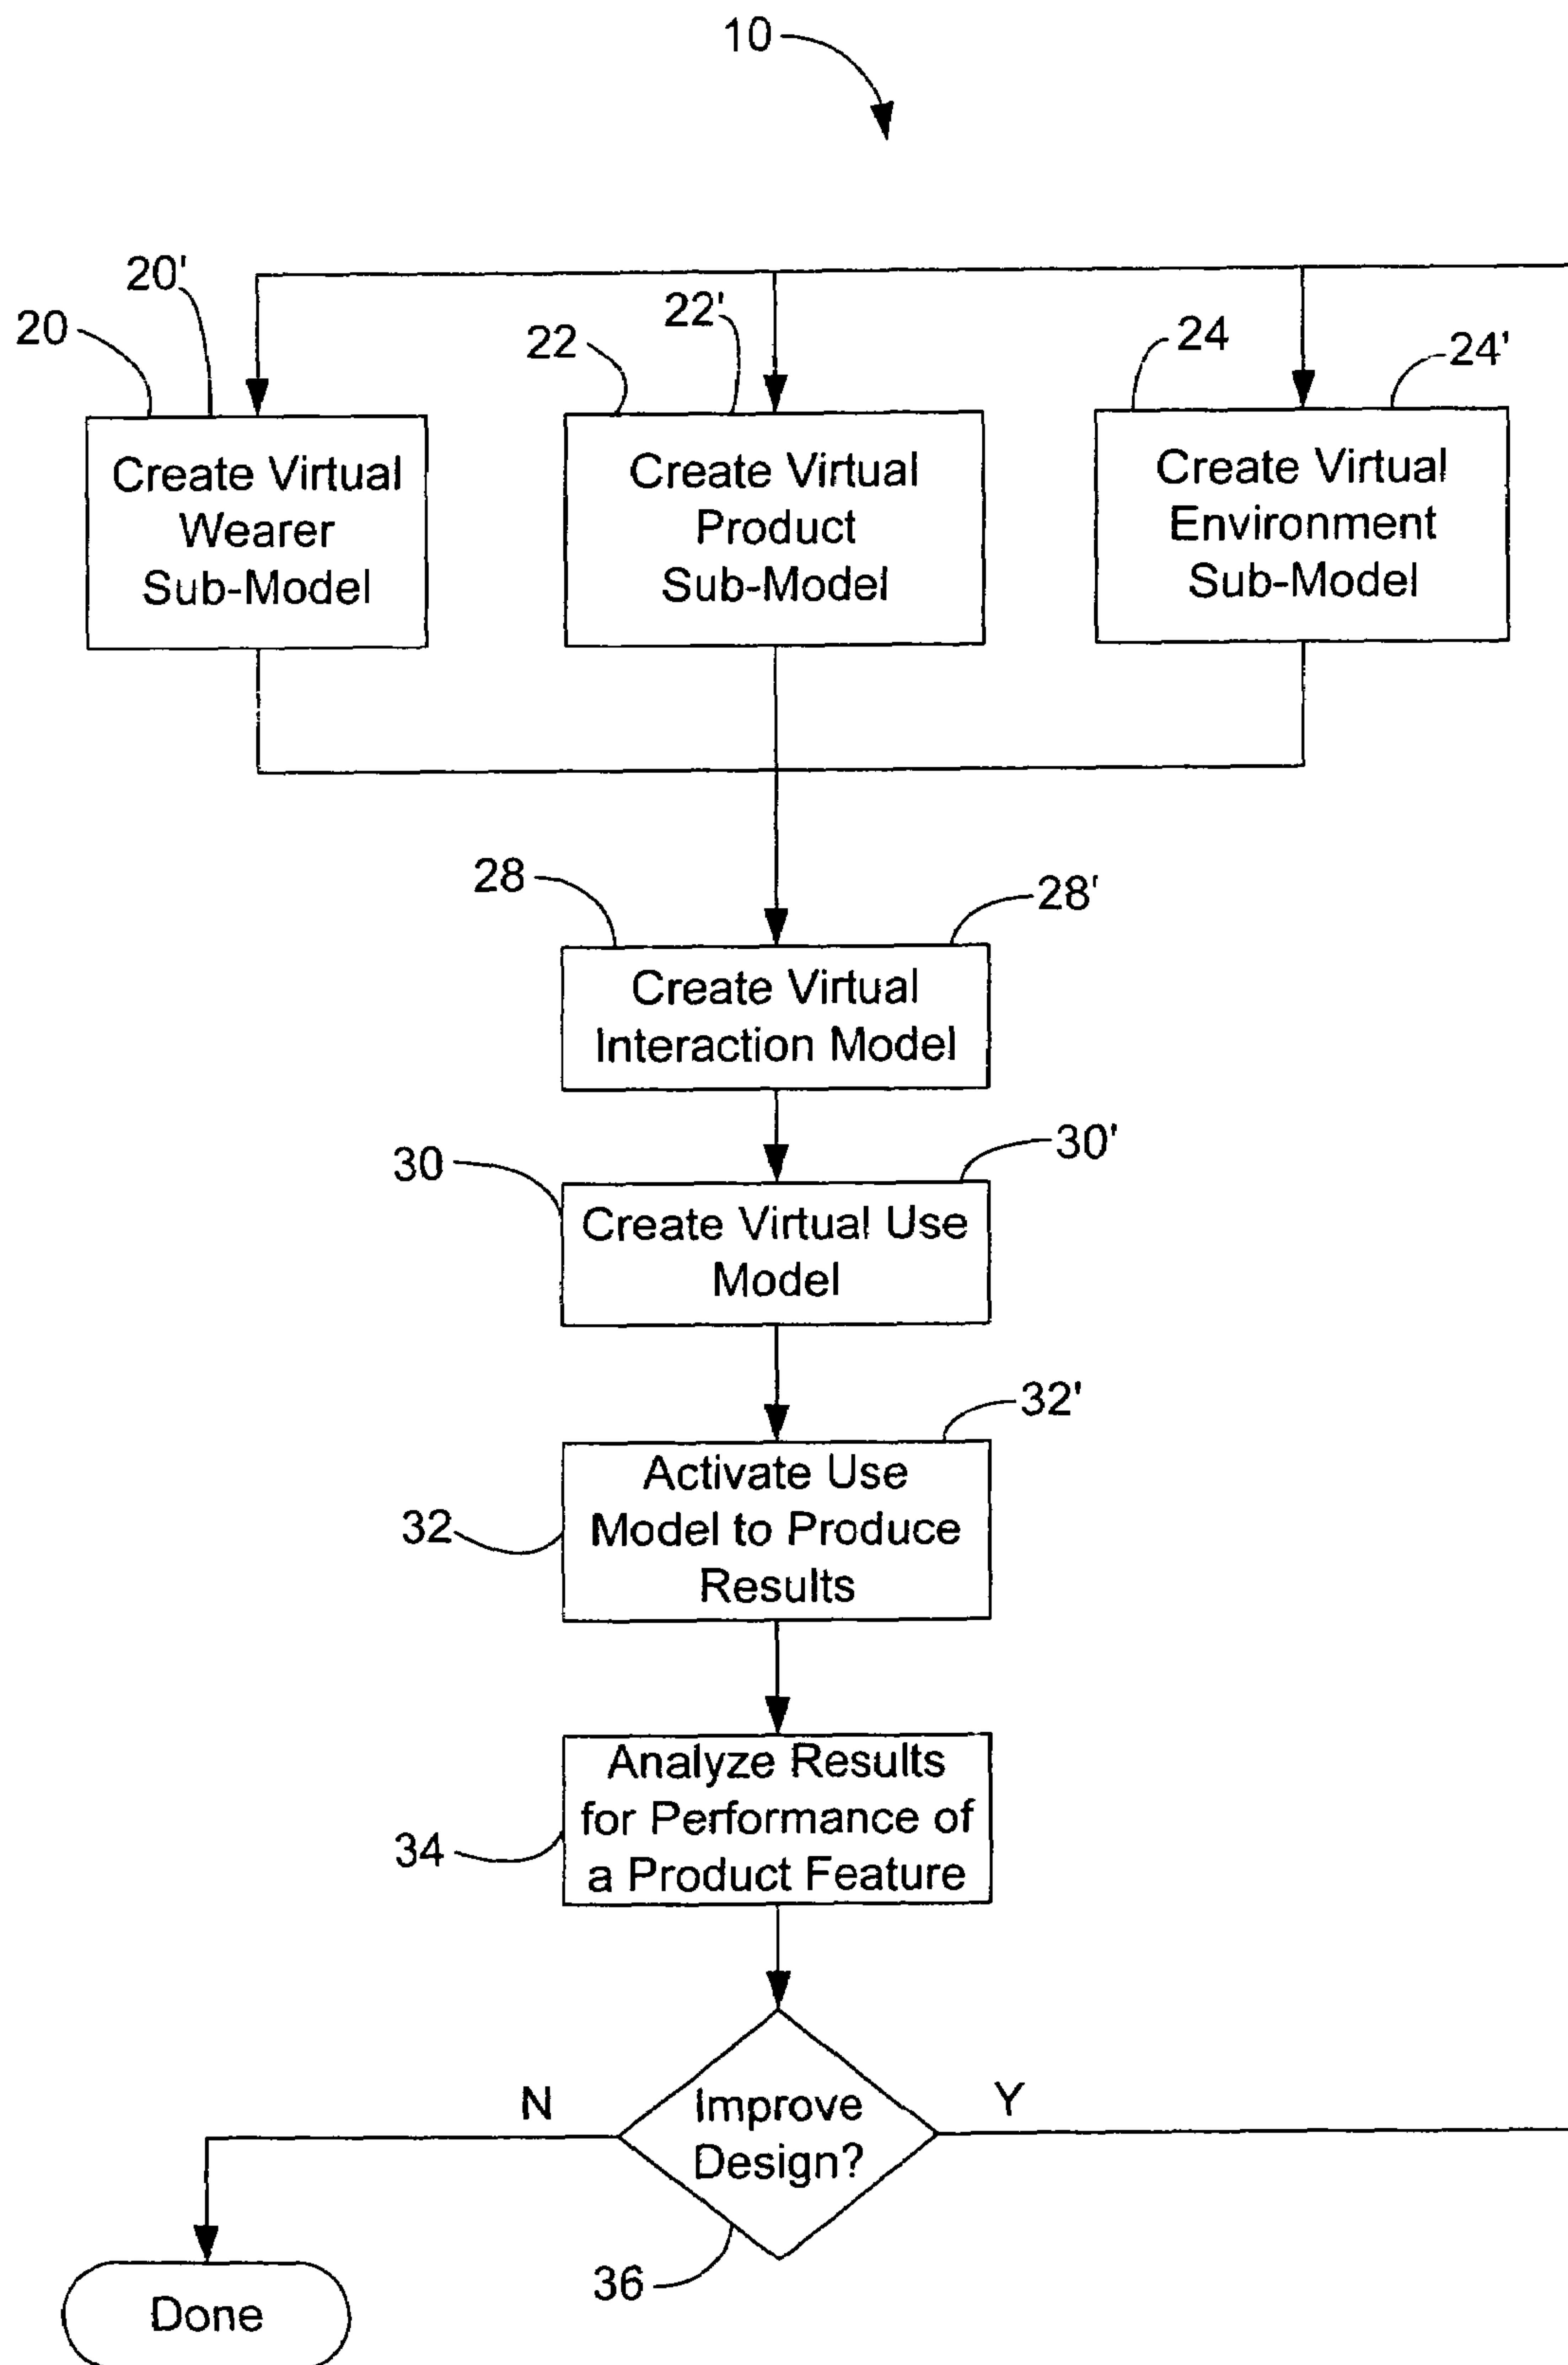 10
20'
20
22'
22
24
24'
Create Virtual
Wearer
Sub-Model
Create Virtual
Product
Sub-Model
Create Virtual
Environment
Sub-Model
28
28'
Create Virtual
Interaction Model
30'
30
Create Virtual Use
Model
32'
32
Activate Use
Model to Produce
Results
34
Analyze Results
for Performance of
a Product Feature
N
Y
Improve
Design?
36
Done